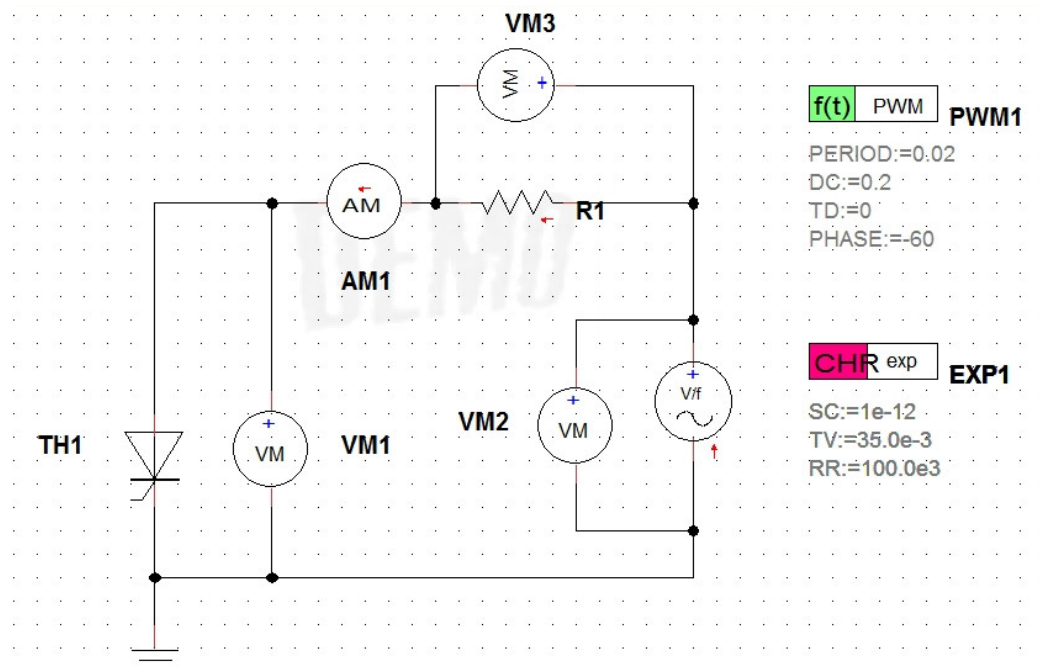 VM3
VM +
f(t) PWM PWM1
PERIOD:=0.02
DC:=0.2
TD:=0
PHASE:=-60
AM
R1
DEMO
AM1
CHR exp EXP1
SC:=1e-12
TV:=35.0e-3
RR:=100.0e3
+
V/f
TH1
+
VM
VM1
VM2
+
VM